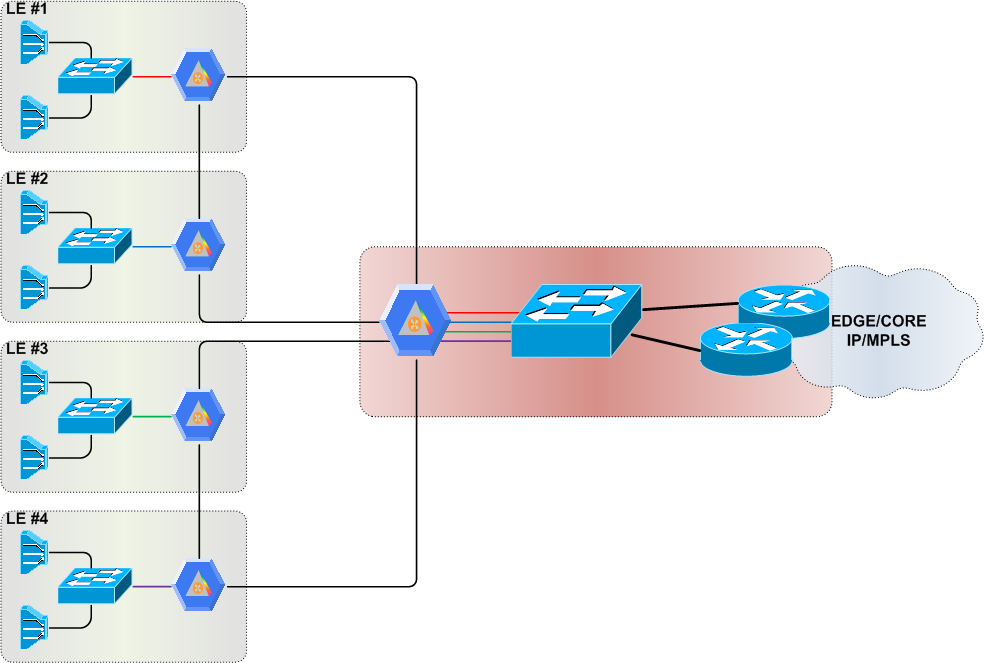 LE #1
LE #2
LE #3
LE #4
EDGE/CORE
IP/MPLS